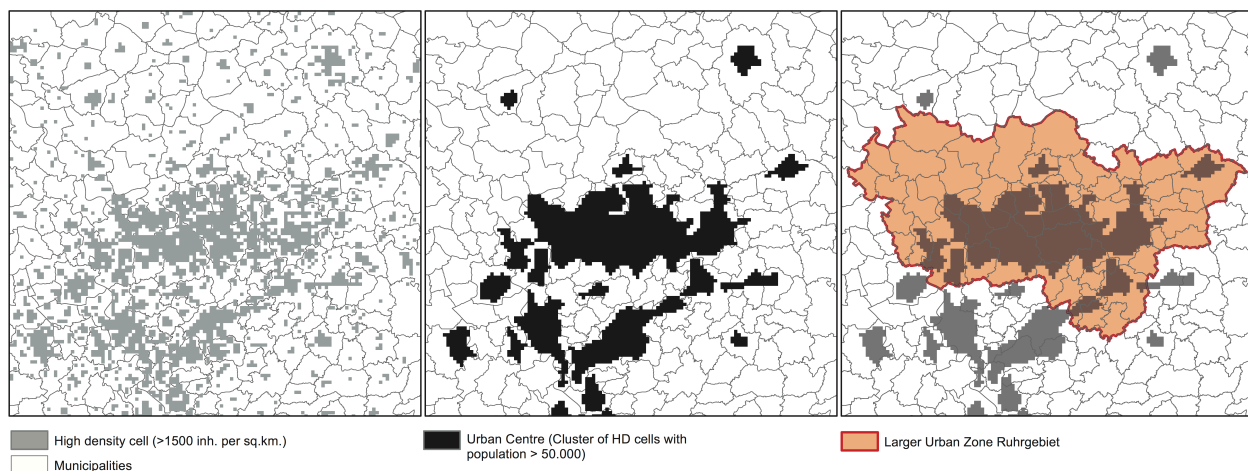 High density cell (>1500 inh. per sq.km.)
Municipalities
Urban Centre (Cluster of HD cells with
population > 50.000)
Larger Urban Zone Ruhrgebiet